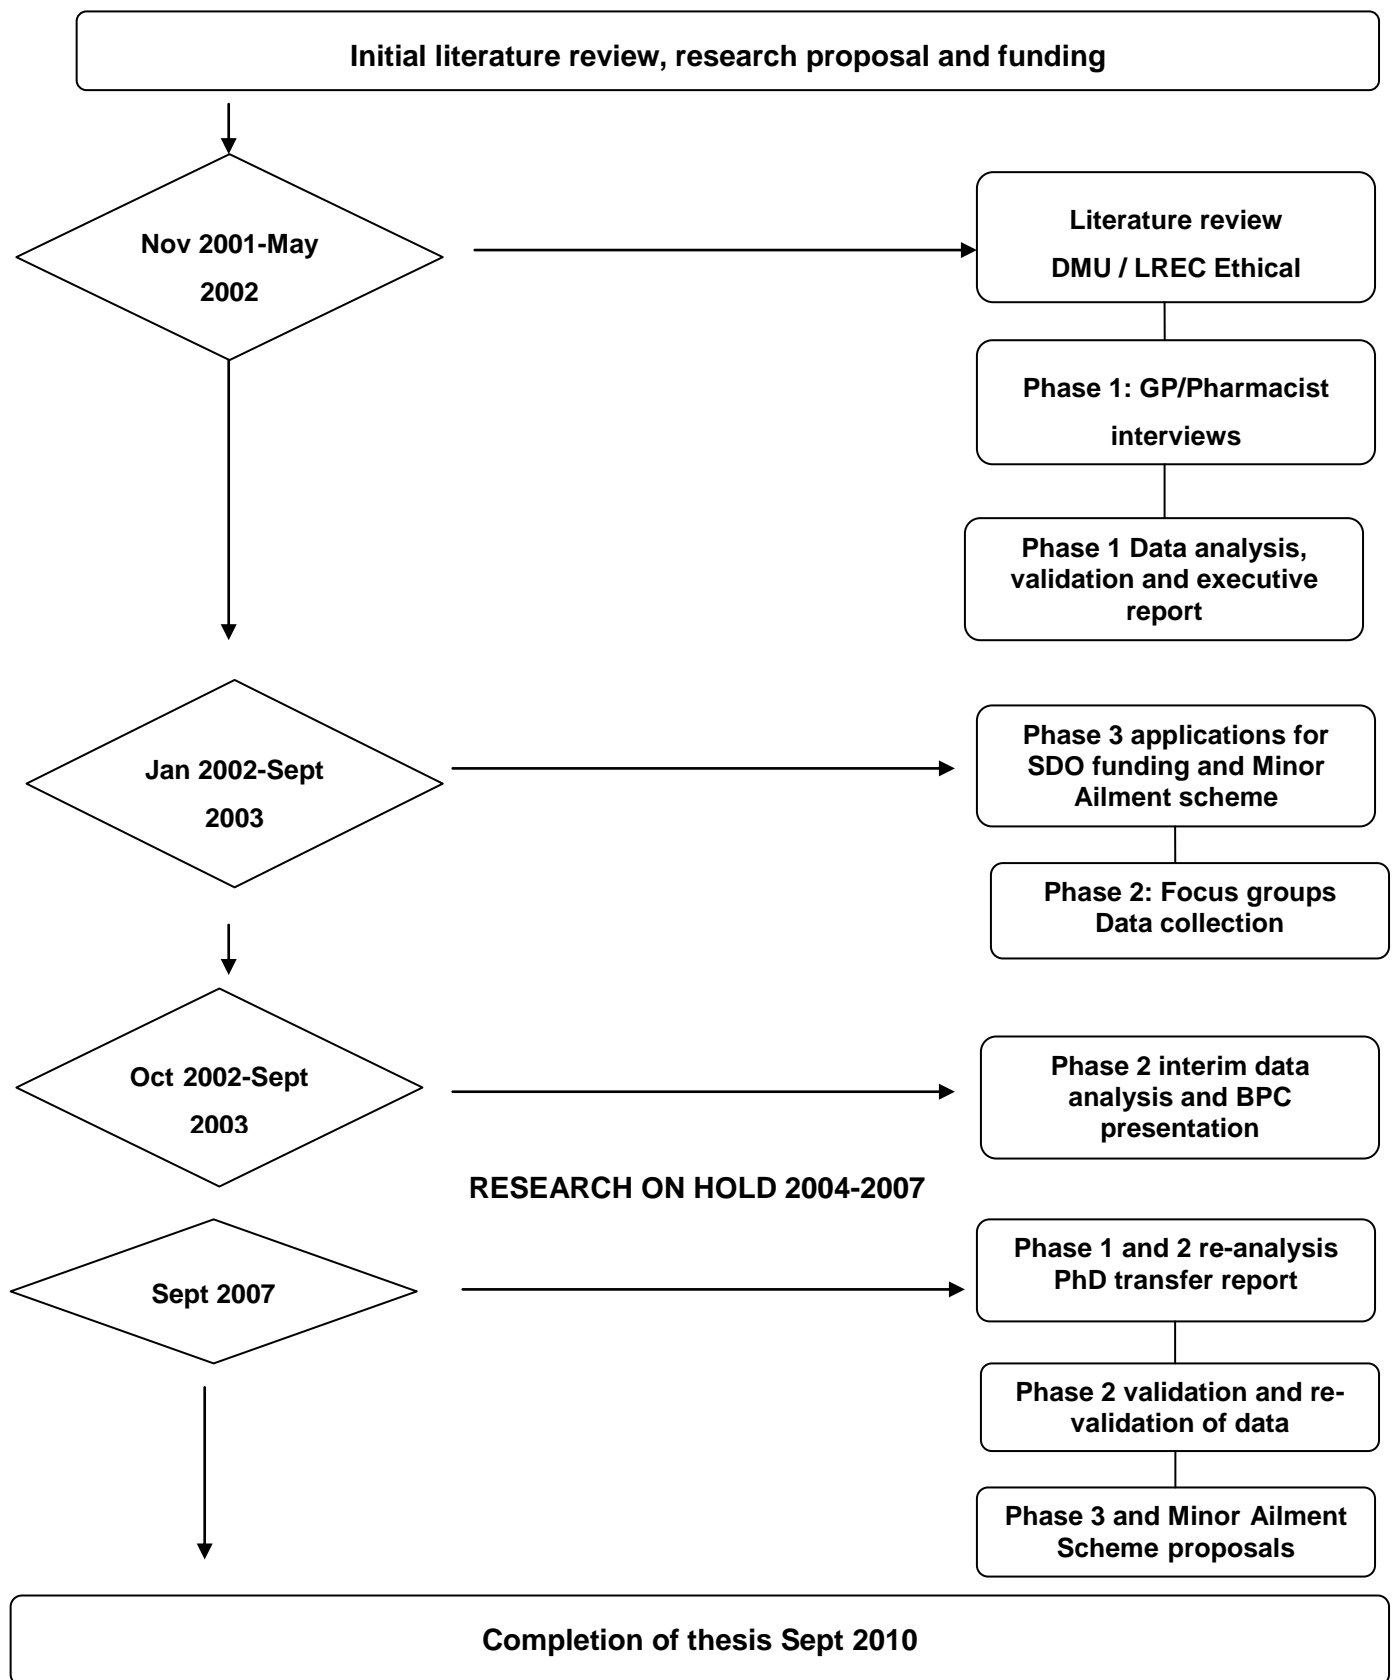 Initial literature review, research proposal and funding
Nov 2001-May
2002
Literature review
DMU / LREC Ethical
Phase 1: GP/Pharmacist
interviews
Phase 1 Data analysis,
validation and executive
report
Jan 2002-Sept
2003
Phase 3 applications for
SDO funding and Minor
Ailment scheme
Phase 2: Focus groups
Data collection
Oct 2002-Sept
2003
Phase 2 interim data
analysis and BPC
presentation
RESEARCH ON HOLD 2004-2007
Sept 2007
Phase 1 and 2 re-analysis
PhD transfer report
Phase 2 validation and re-
validation of data
Phase 3 and Minor Ailment
Scheme proposals
Completion of thesis Sept 2010